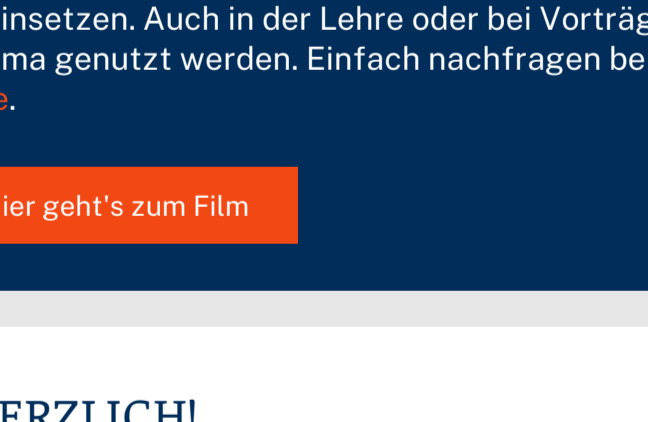 insetzen. Auch in der Lehre oder bei Vorträg
ma genutzt werden. Einfach nachfragen be
e.
ier geht's zum Film
ERZLICH!